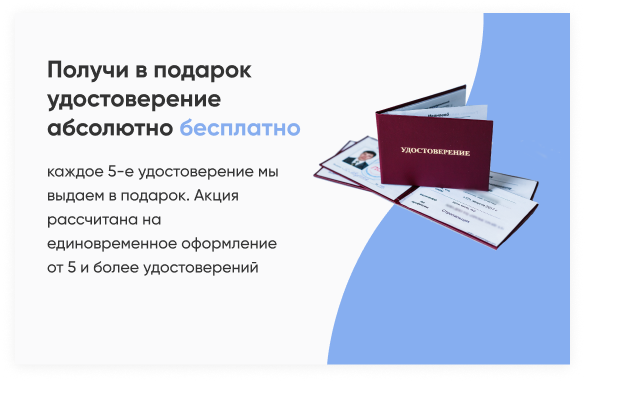 Получи в подарок
удостоверение
абсолютно бесплатно
каждое 5-е удостоверение мы
выдаем в подарок. Акция
рассчитана на
единовременное оформление
от 5 и более удостоверений
УДОСТОВЕРЕНИЕ